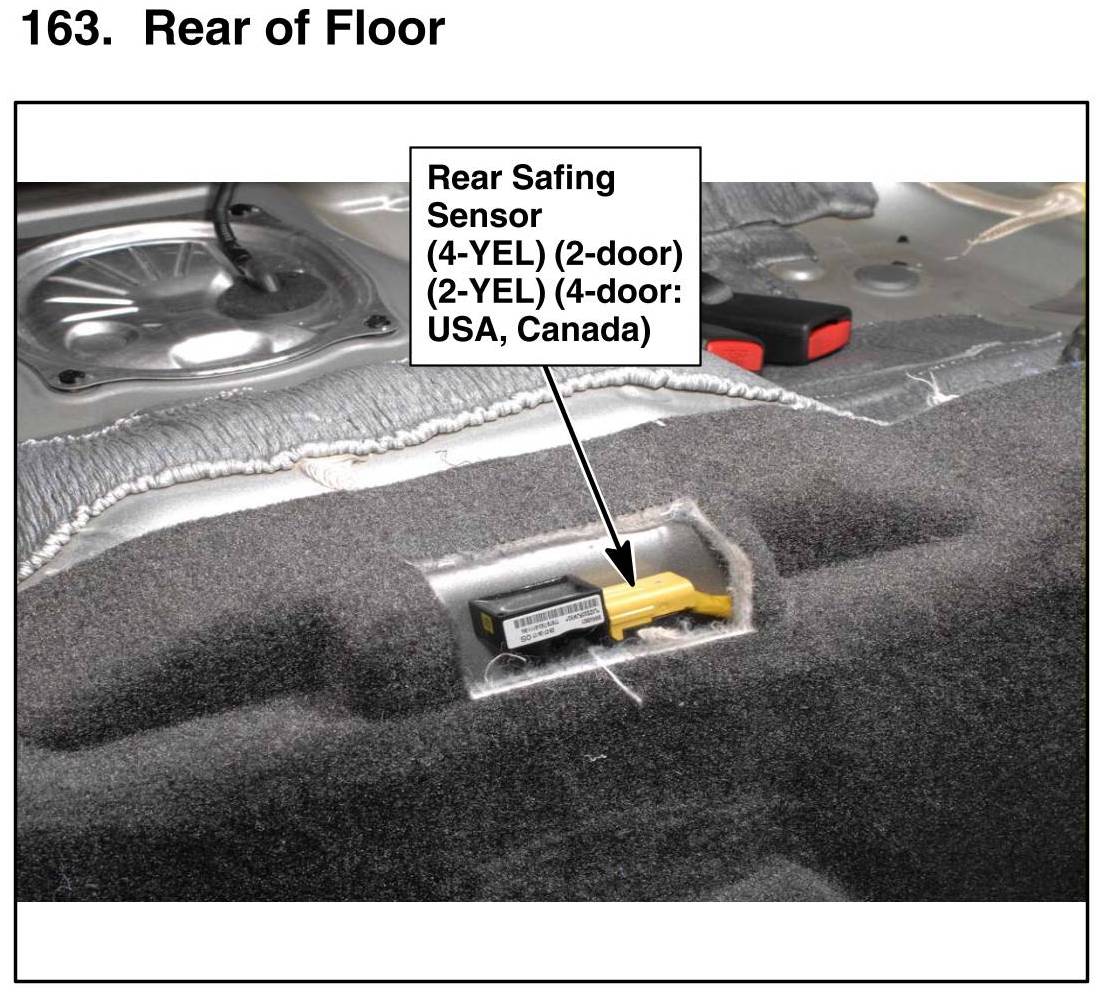 163. Rear of Floor
Rear Safing
Sensor
(4-YEL) (2-door)
(2-YEL) (4-door:
USA, Canada)